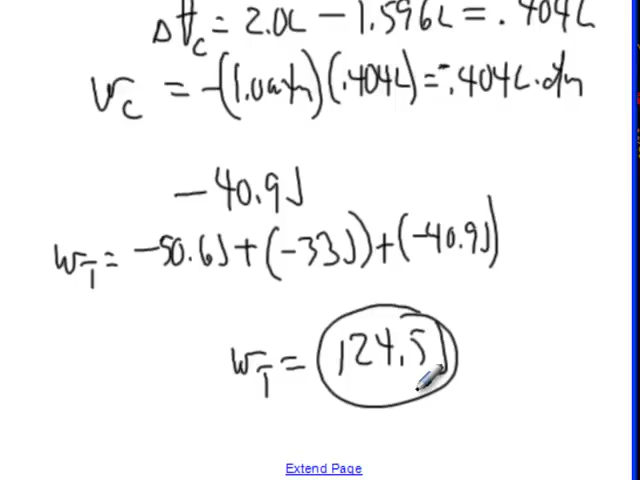 ΔV_C = 2.0L - 1.596L = .404L
W_C = -(1.0atm)(.404L) = -.404L·atm
-40.9J
W_T = -50.6J + (-33J) + (-40.9J)
W_T = 124.5J
Extend Page